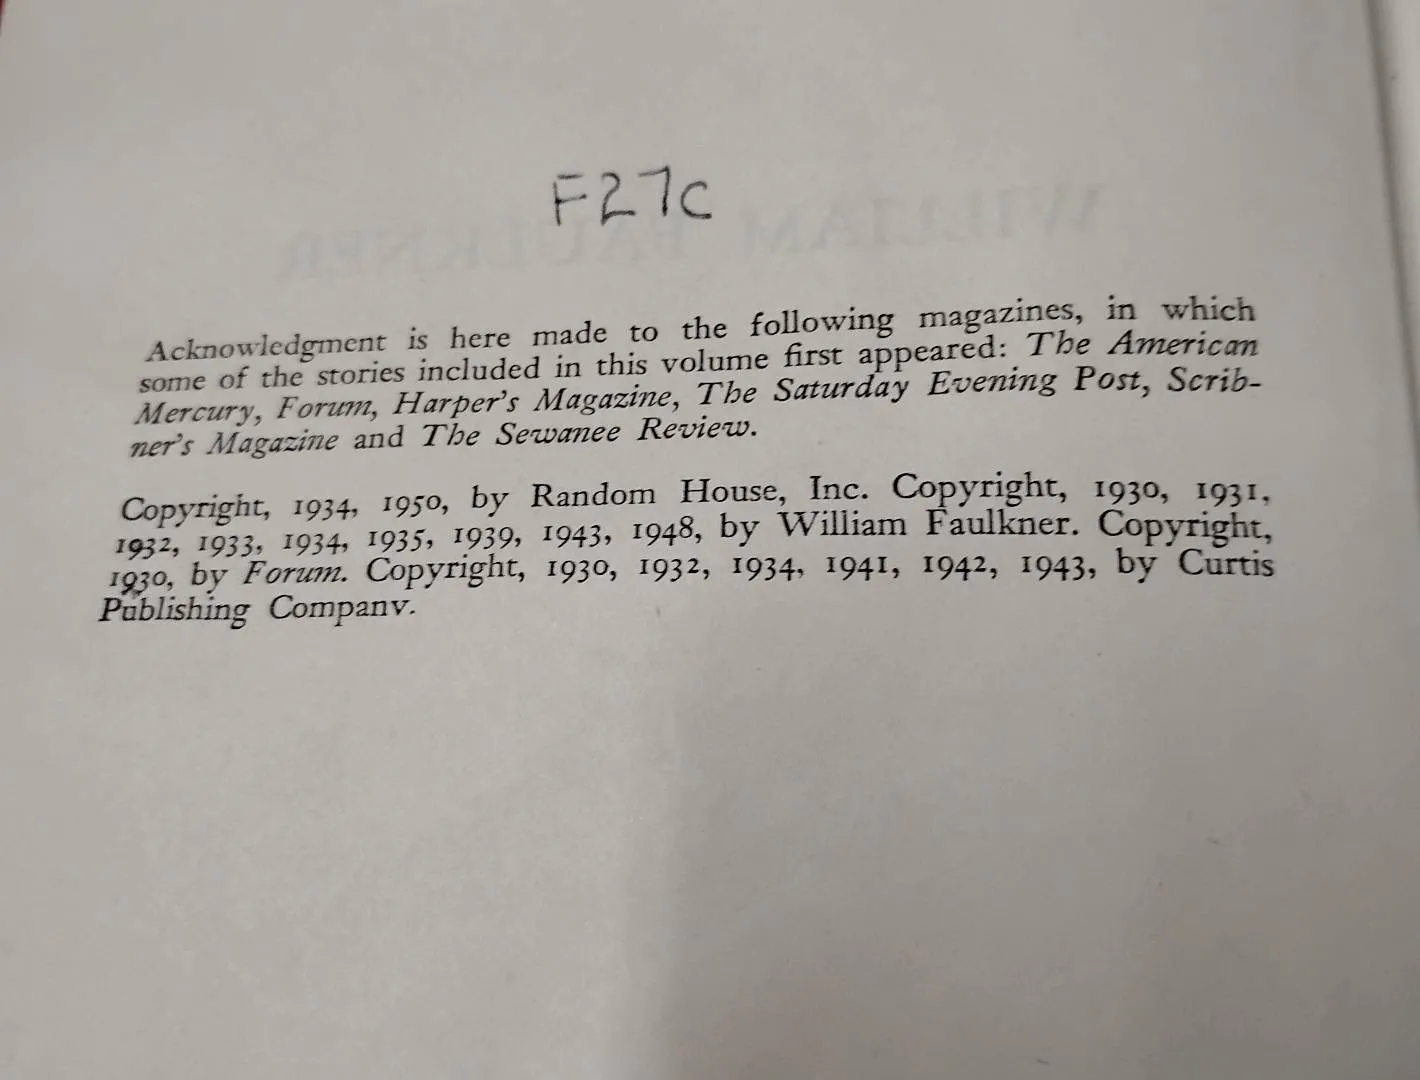 F27c
WILLIAM FAULKNER
Acknowledgment is here made to the following magazines, in which
some of the stories included in this volume first appeared: The American
Mercury, Forum, Harper's Magazine, The Saturday Evening Post, Scrib-
ner's Magazine and The Sewanee Review.
Copyright, 1934, 1950, by Random House, Inc. Copyright, 1930, 1931,
1932, 1933, 1934, 1935, 1939, 1943, 1948, by William Faulkner. Copyright,
1930, by Forum. Copyright, 1930, 1932, 1934, 1941, 1942, 1943, by Curtis
Publishing Company.